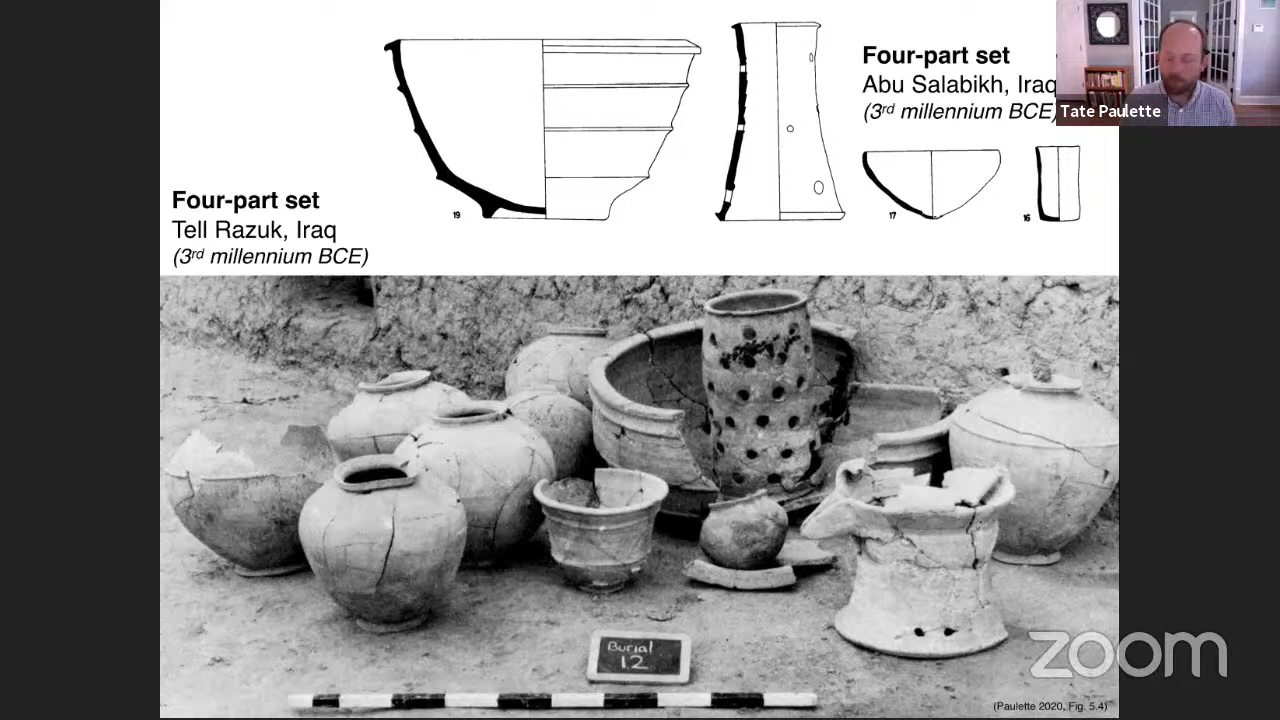 Four-part set
Abu Salabikh, Iraq
(3rd millennium BCE)
Tate Paulette
19
17
16
Four-part set
Tell Razuk, Iraq
(3rd millennium BCE)
Burial
12
zoom
(Paulette 2020, Fig. 5.4)